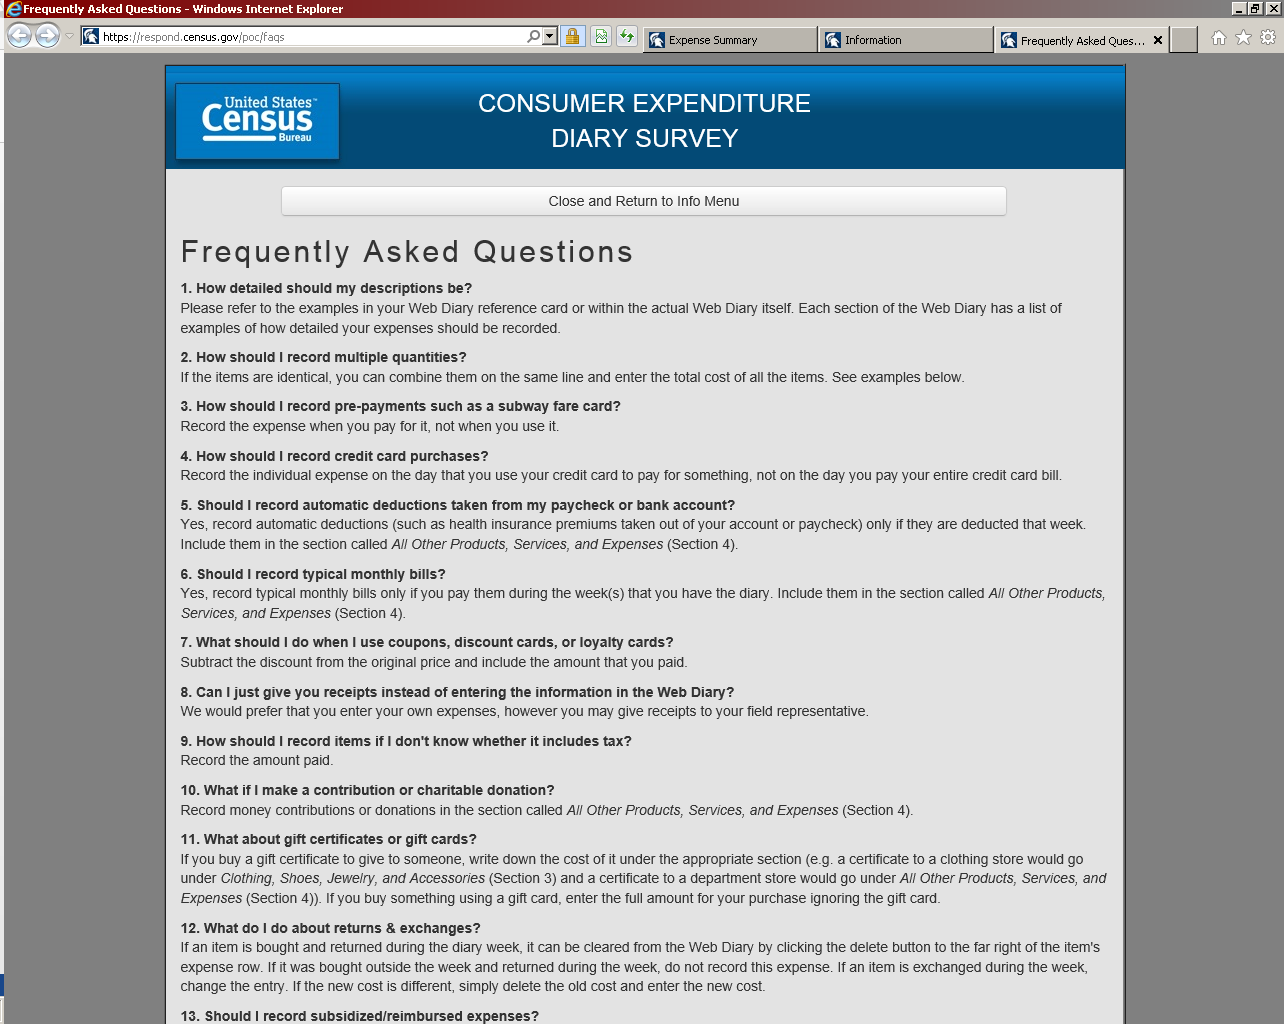 Frequently Asked Questions - Windows Internet Explorer
https://respond.census.gov/poc/faqs
Expense Summary
Information
Frequently Asked Ques...
United States™
Census
Bureau
CONSUMER EXPENDITURE
DIARY SURVEY
Close and Return to Info Menu
Frequently Asked Questions
1. How detailed should my descriptions be?
Please refer to the examples in your Web Diary reference card or within the actual Web Diary itself. Each section of the Web Diary has a list of
examples of how detailed your expenses should be recorded.
2. How should I record multiple quantities?
If the items are identical, you can combine them on the same line and enter the total cost of all the items. See examples below.
3. How should I record pre-payments such as a subway fare card?
Record the expense when you pay for it, not when you use it.
4. How should I record credit card purchases?
Record the individual expense on the day that you use your credit card to pay for something, not on the day you pay your entire credit card bill.
5. Should I record automatic deductions taken from my paycheck or bank account?
Yes, record automatic deductions (such as health insurance premiums taken out of your account or paycheck) only if they are deducted that week.
Include them in the section called All Other Products, Services, and Expenses (Section 4).
6. Should I record typical monthly bills?
Yes, record typical monthly bills only if you pay them during the week(s) that you have the diary. Include them in the section called All Other Products,
Services, and Expenses (Section 4).
7. What should I do when I use coupons, discount cards, or loyalty cards?
Subtract the discount from the original price and include the amount that you paid.
8. Can I just give you receipts instead of entering the information in the Web Diary?
We would prefer that you enter your own expenses, however you may give receipts to your field representative.
9. How should I record items if I don't know whether it includes tax?
Record the amount paid.
10. What if I make a contribution or charitable donation?
Record money contributions or donations in the section called All Other Products, Services, and Expenses (Section 4).
11. What about gift certificates or gift cards?
If you buy a gift certificate to give to someone, write down the cost of it under the appropriate section (e.g. a certificate to a clothing store would go
under Clothing, Shoes, Jewelry, and Accessories (Section 3) and a certificate to a department store would go under All Other Products, Services, and
Expenses (Section 4)). If you buy something using a gift card, enter the full amount for your purchase ignoring the gift card.
12. What do I do about returns & exchanges?
If an item is bought and returned during the diary week, it can be cleared from the Web Diary by clicking the delete button to the far right of the item's
expense row. If it was bought outside the week and returned during the week, do not record this expense. If an item is exchanged during the week,
change the entry. If the new cost is different, simply delete the old cost and enter the new cost.
13. Should I record subsidized/reimbursed expenses?